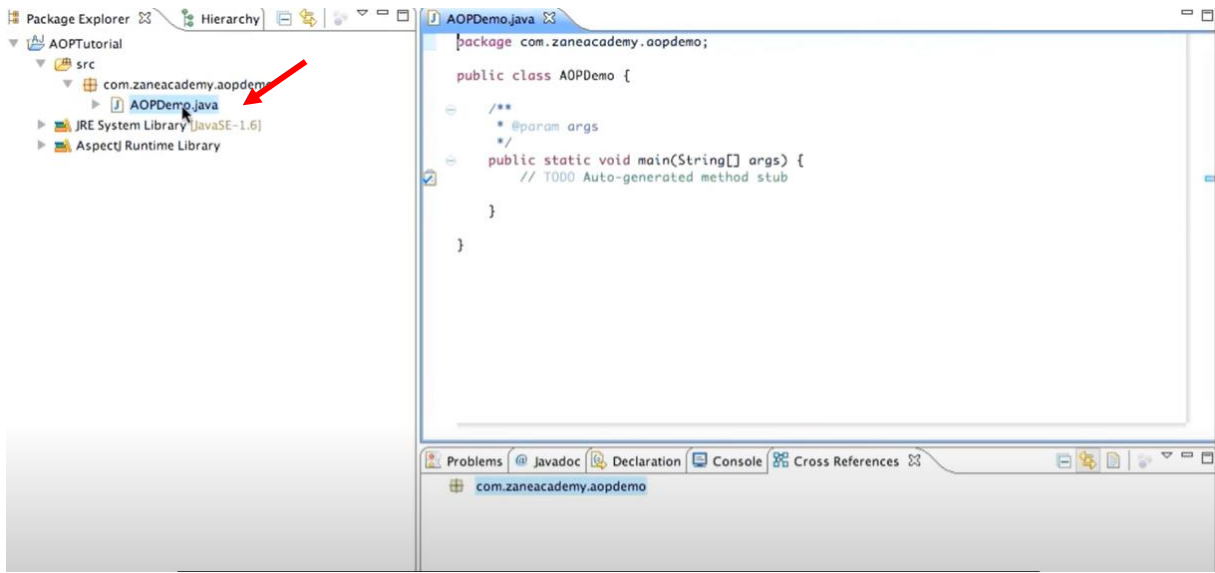 Package Explorer
Hierarchy
AOPTutorial
src
com.zaneacademy.aopdemo
AOPDemo.java
JRE System Library [JavaSE-1.6]
AspectJ Runtime Library
AOPDemo.java
package com.zaneacademy.aopdemo;
public class AOPDemo {
/**
* @param args
*/
public static void main(String[] args) {
// TODO Auto-generated method stub
}
}
Problems @ Javadoc Declaration Console Cross References
com.zaneacademy.aopdemo